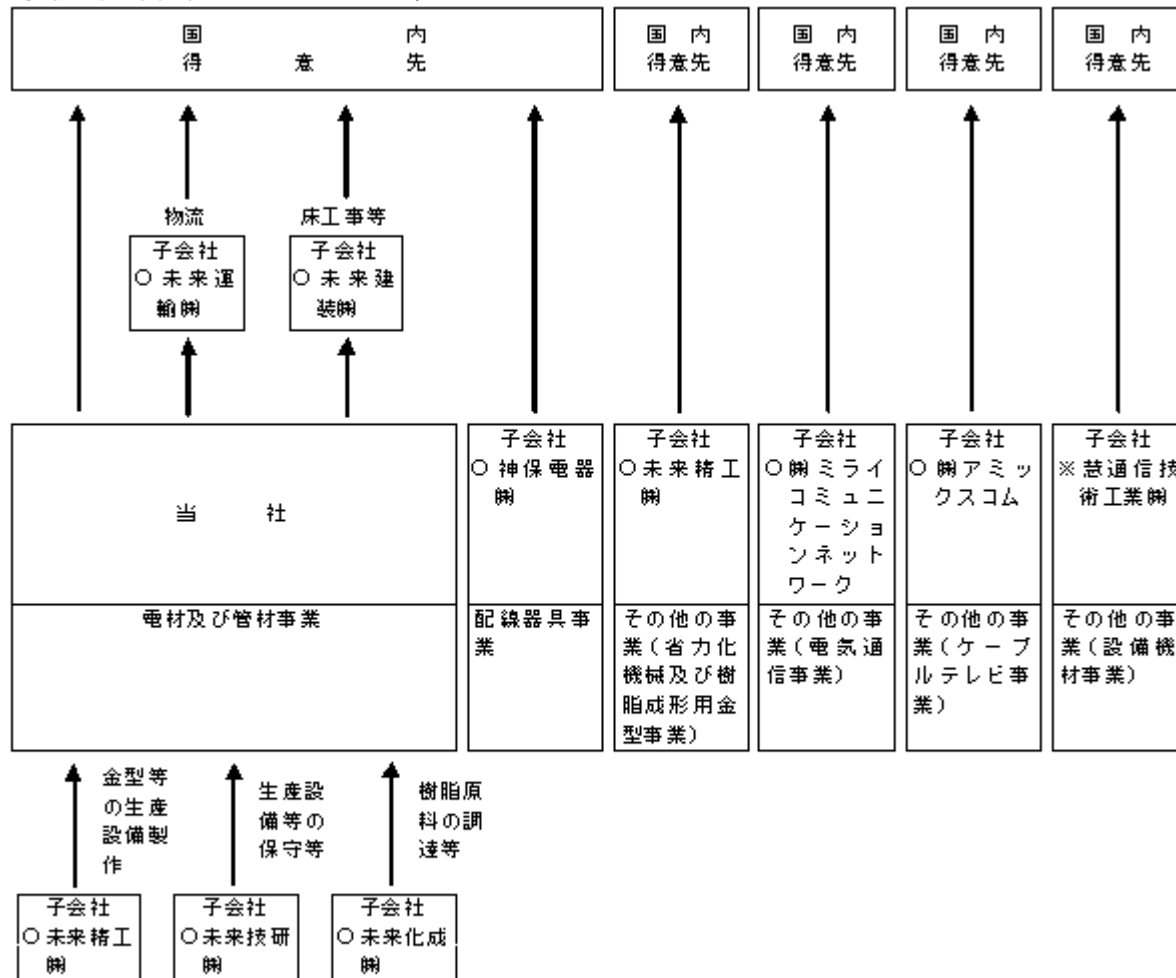 国　　　　内
得　　意　　先
国　内
得意先
国　内
得意先
国　内
得意先
国　内
得意先
物流
床工事等
子会社
○未来運
輸㈱
子会社
○未来建
装㈱
当　　社
電材及び管材事業
子会社
○神保電器
㈱
配線器具事
業
子会社
○未来精工
㈱
その他の事
業(省力化
機械及び樹
脂成形用金
型事業)
子会社
○㈱ミライ
コミュニ
ケーショ
ンネット
ワーク
その他の事
業(電気通
信事業)
子会社
○㈱アミッ
クスコム
その他の事
業(ケーブ
ルテレビ事
業)
子会社
※慧通信技
術工業㈱
その他の事
業(設備機
材事業)
金型等
の生産
設備製
作
生産設
備等の
保守等
樹脂原
料の調
達等
子会社
○未来精工
㈱
子会社
○未来技研
㈱
子会社
○未来化成
㈱